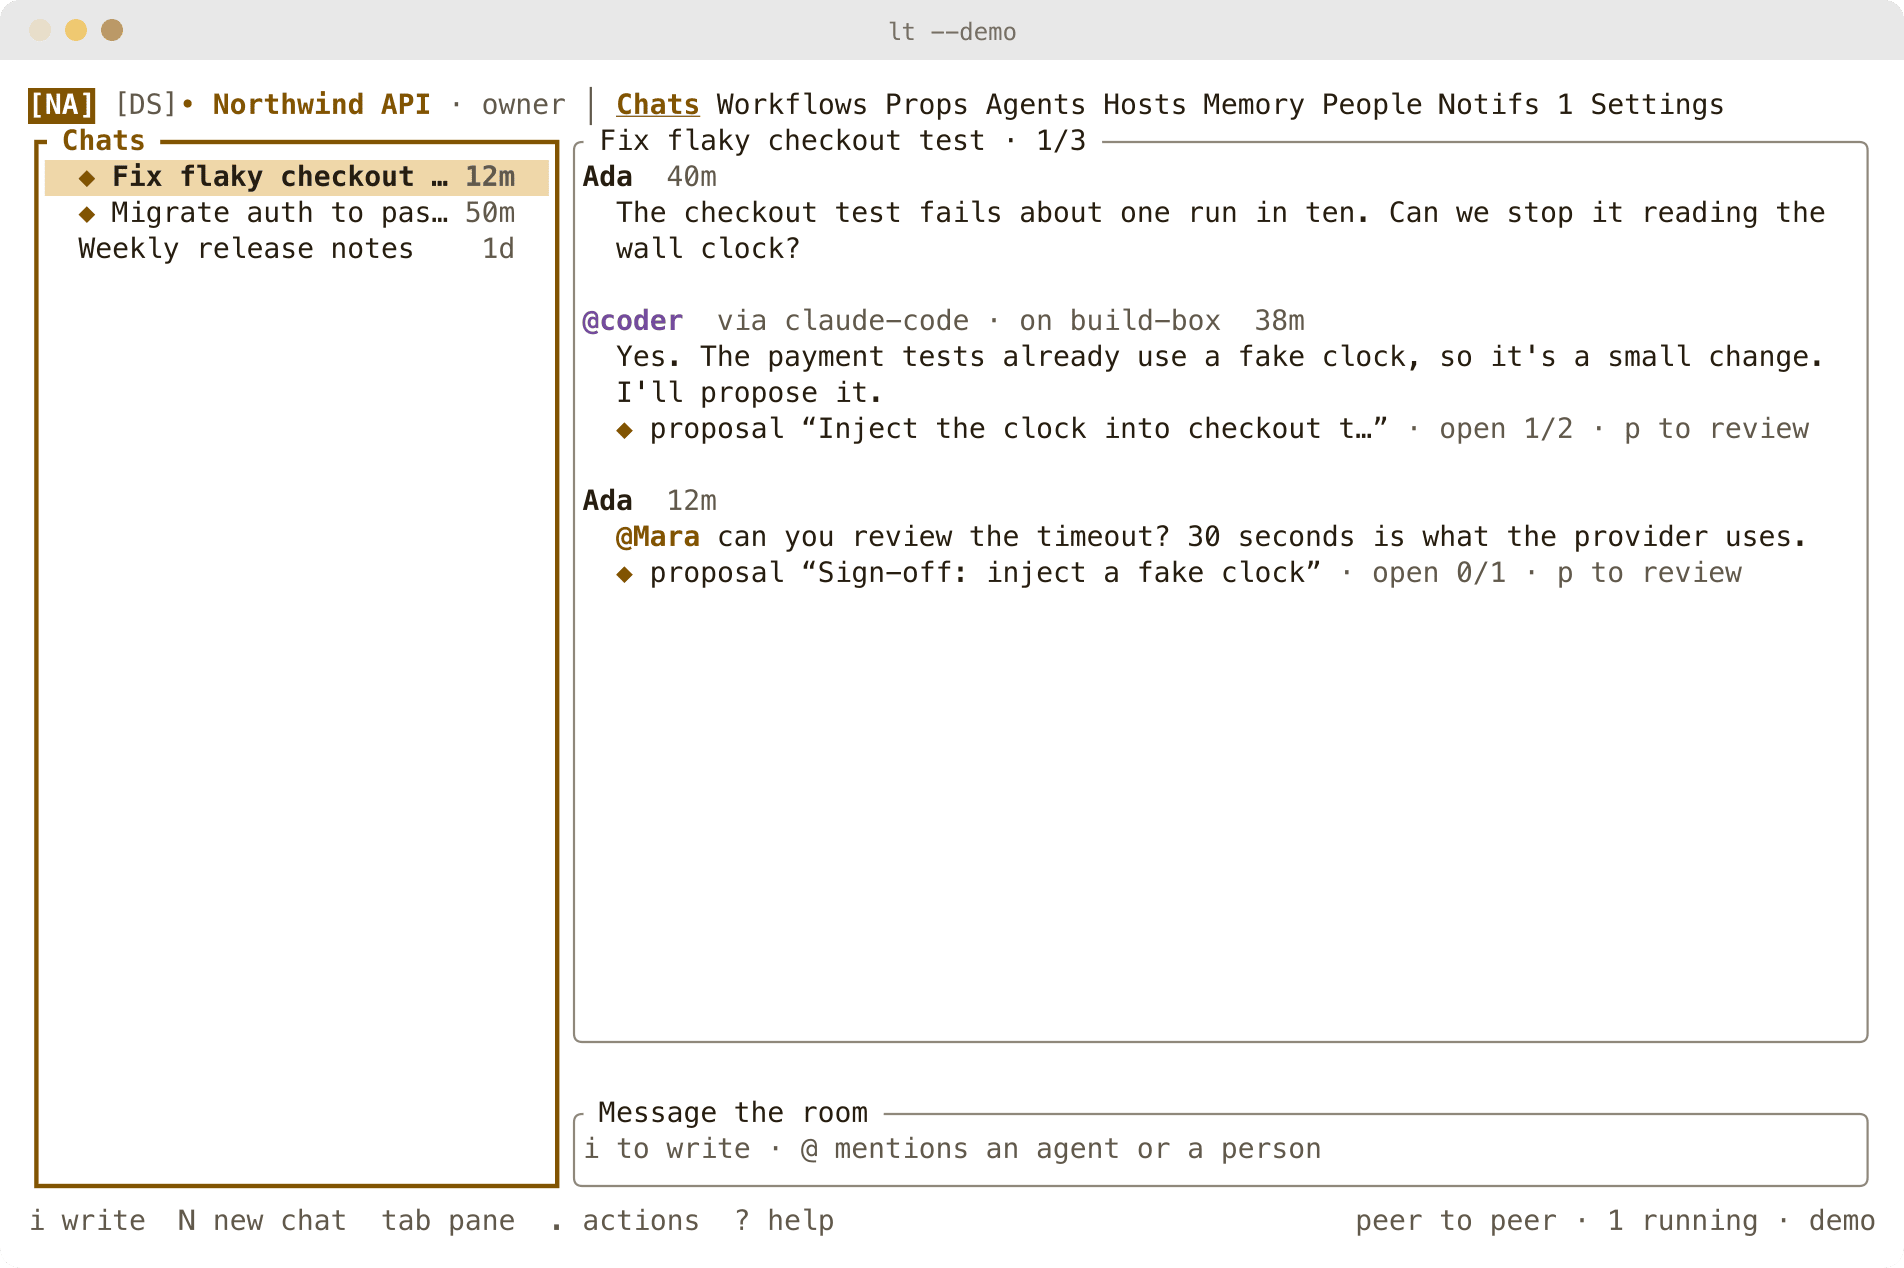 lt --demo
[NA] [DS]• Northwind API · owner │ Chats Workflows Props Agents Hosts Memory People Notifs 1 Settings
Chats
◆ Fix flaky checkout … 12m
◆ Migrate auth to pas… 50m
Weekly release notes 1d
Fix flaky checkout test · 1/3
Ada 40m
The checkout test fails about one run in ten. Can we stop it reading the
wall clock?
@coder via claude-code · on build-box 38m
Yes. The payment tests already use a fake clock, so it's a small change.
I'll propose it.
◆ proposal “Inject the clock into checkout t…” · open 1/2 · p to review
Ada 12m
@Mara can you review the timeout? 30 seconds is what the provider uses.
◆ proposal “Sign-off: inject a fake clock” · open 0/1 · p to review
Message the room
i to write · @ mentions an agent or a person
i write N new chat tab pane . actions ? help
peer to peer · 1 running · demo